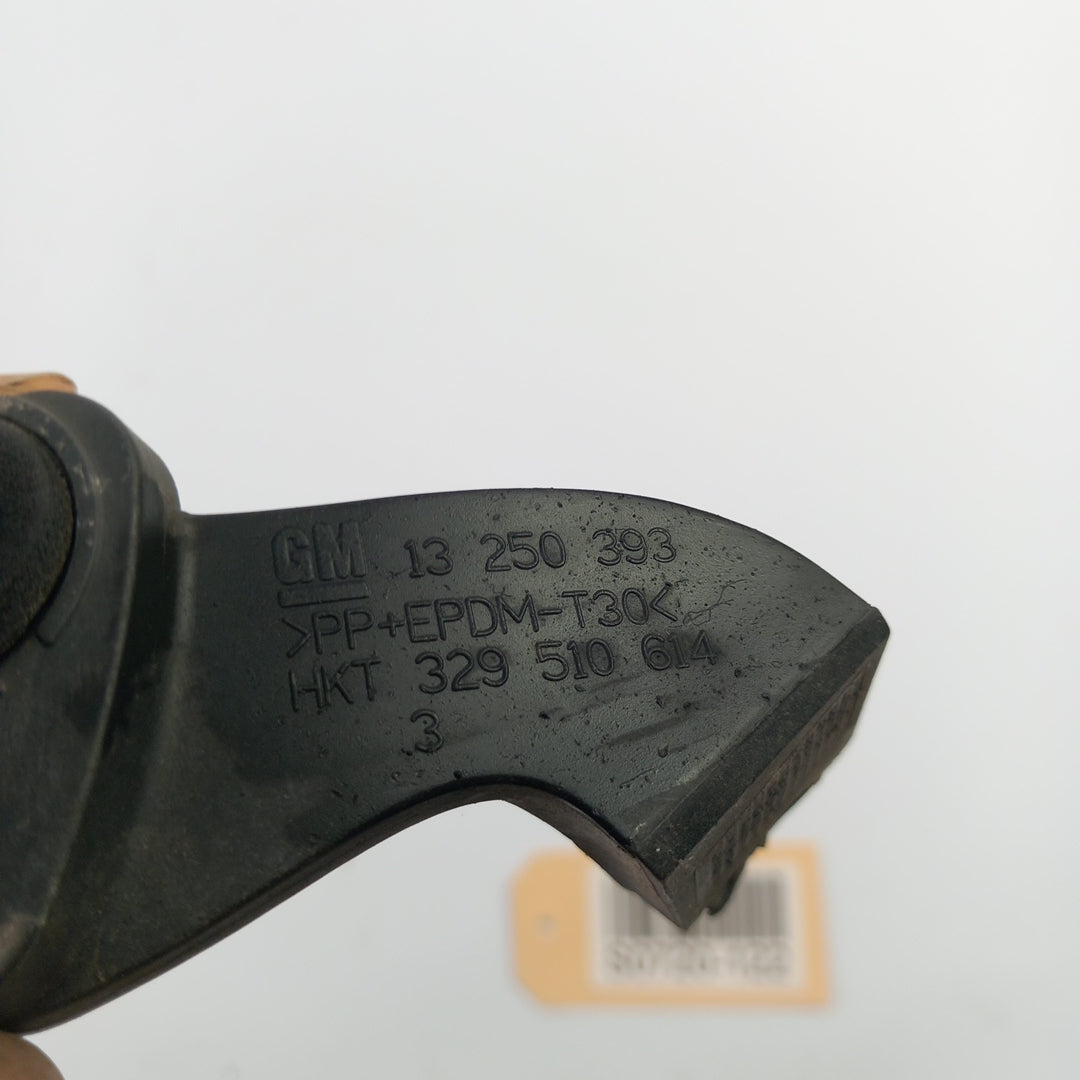 GM 13 250 393
>PP+EPDM-T30<
HKT 329 510 614
3